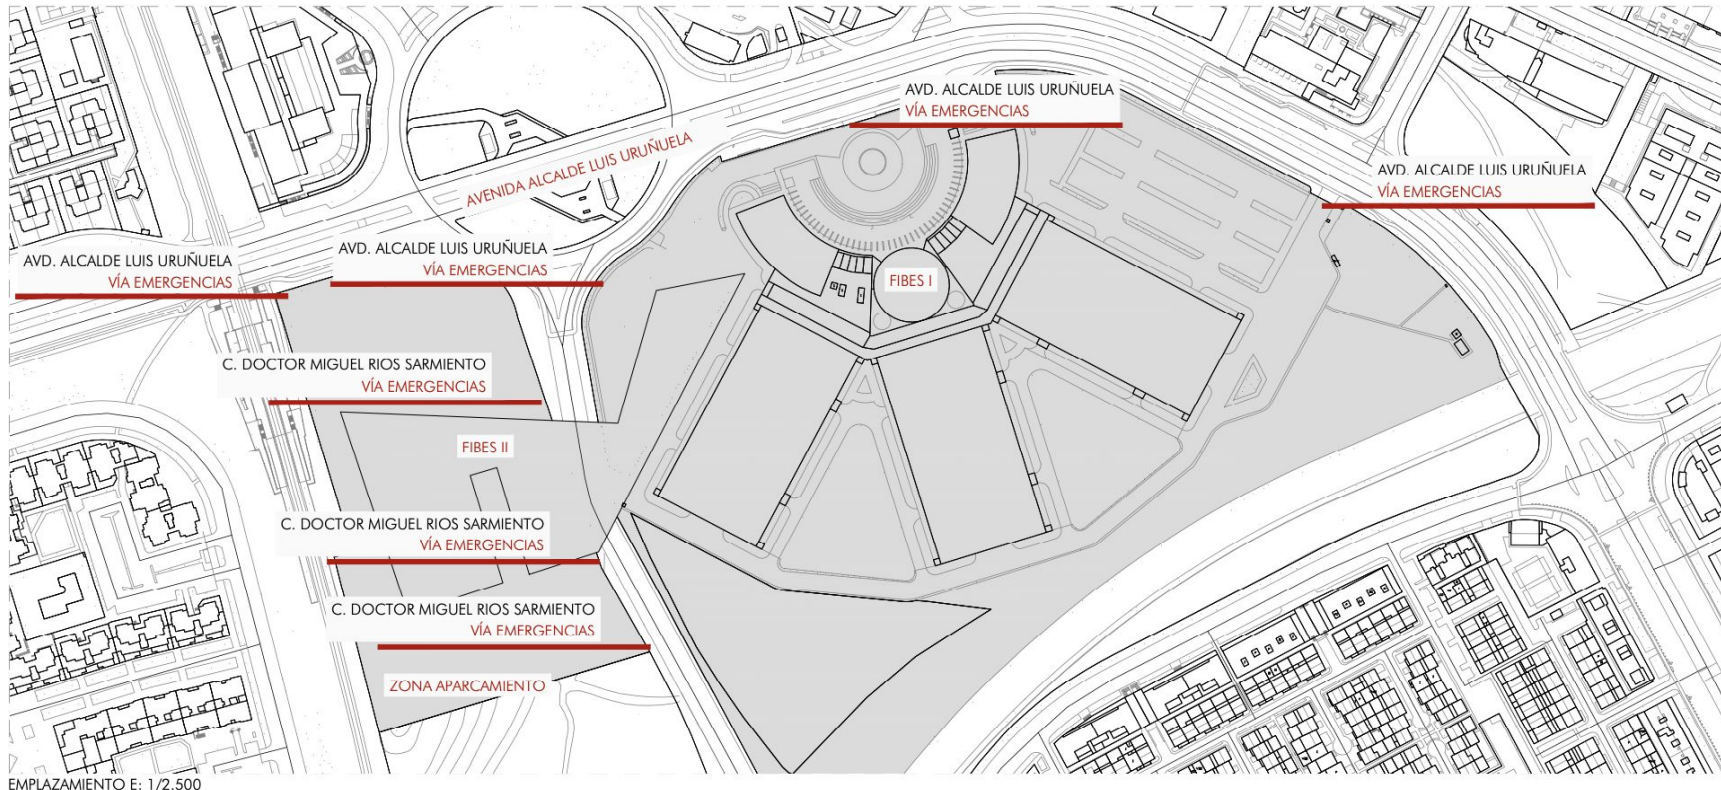 AVD. ALCALDE LUIS URUÑUELA
VÍA EMERGENCIAS
AVENIDA ALCALDE LUIS URUÑUELA
AVD. ALCALDE LUIS URUÑUELA
VÍA EMERGENCIAS
AVD. ALCALDE LUIS URUÑUELA
VÍA EMERGENCIAS
AVD. ALCALDE LUIS URUÑUELA
VÍA EMERGENCIAS
FIBES I
C. DOCTOR MIGUEL RIOS SARMIENTO
VÍA EMERGENCIAS
FIBES II
C. DOCTOR MIGUEL RIOS SARMIENTO
VÍA EMERGENCIAS
C. DOCTOR MIGUEL RIOS SARMIENTO
VÍA EMERGENCIAS
ZONA APARCAMIENTO
EMPLAZAMIENTO E: 1/2.500